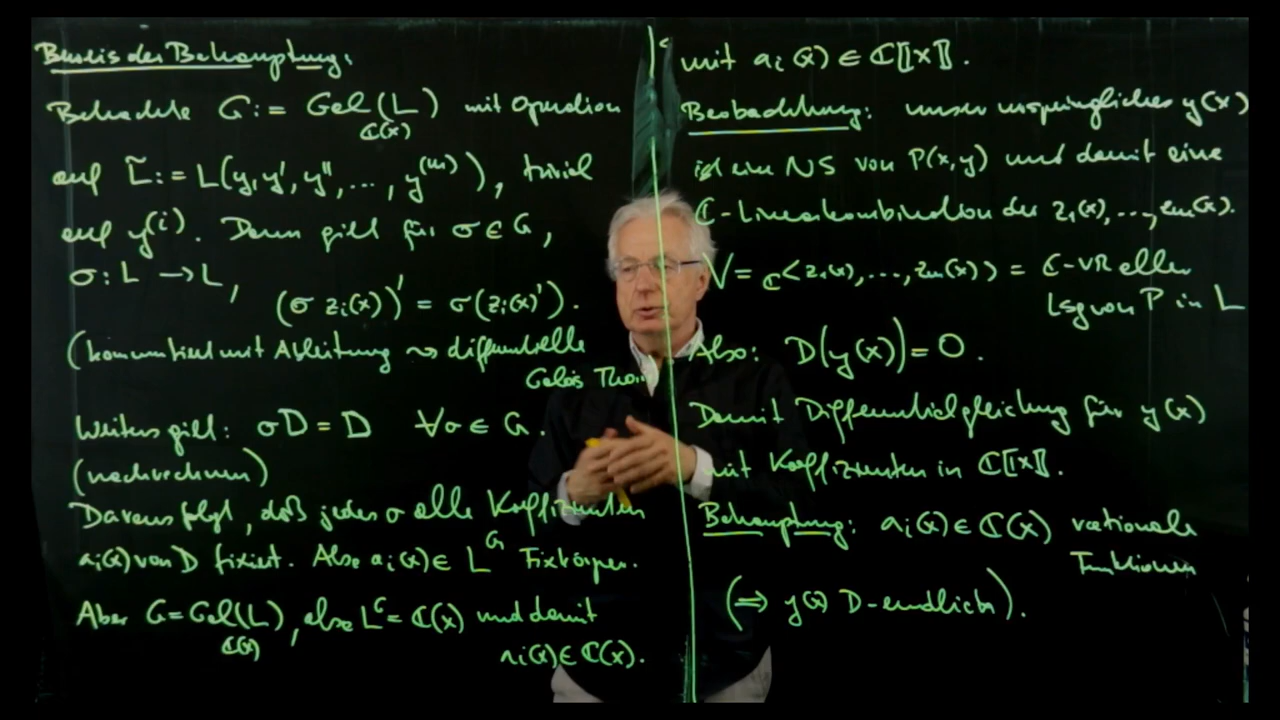 Beweis der Behauptung:
Betrachte G := Gal(L) mit Operation
ℂ(x)
auf L̃ := L(y, y', y'', ..., y^(m)), trivial
auf y^(i). Dann gilt für σ ∈ G,
σ: L → L,
(σ z_i(x))' = σ(z_i(x)').
(kommutiert mit Ableitung ⇝ differentielle
Galois Theorie
Weiters gilt: σD = D ∀σ ∈ G.
(nachrechnen)
Daraus folgt, daß jedes σ alle Koeffizienten
a_i(x) von D fixiert. Also a_i(x) ∈ L^G Fixkörper.
Aber G = Gal(L), also L^G = ℂ(x) und damit
ℂ(x)
a_i(x) ∈ ℂ(x).
mit a_i(x) ∈ ℂ[[x]].
Beobachtung: unser ursprüngliches y(x)
ist eine NS von P(x,y) und damit eine
ℂ-Linearkombination der z_1(x), ..., z_m(x).
V = ℂ<z_1(x), ..., z_m(x)> = ℂ-VR aller
Lsg von P in L
Also: D(y(x)) = 0.
Damit Differentialgleichung für y(x)
mit Koeffizienten in ℂ[[x]].
Behauptung: a_i(x) ∈ ℂ(x) rationale
Funktionen
(⇒ y(x) D-endlich).